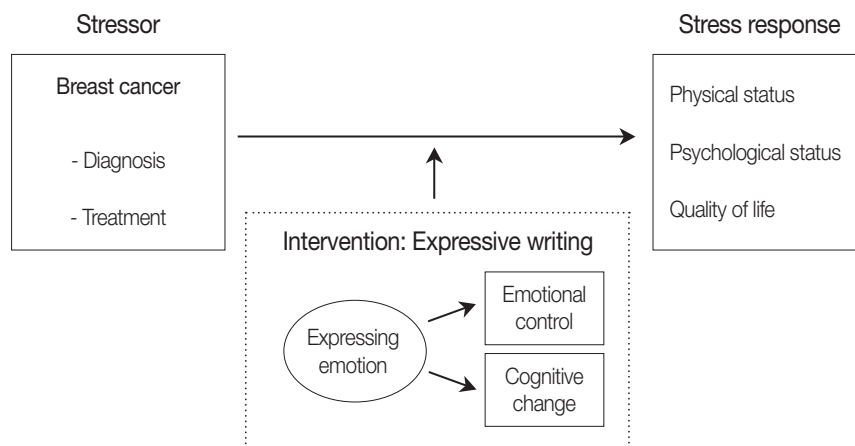 Stressor
Breast cancer
- Diagnosis
- Treatment
Stress response
Physical status
Psychological status
Quality of life
Intervention: Expressive writing
Expressing
emotion
Emotional
control
Cognitive
change